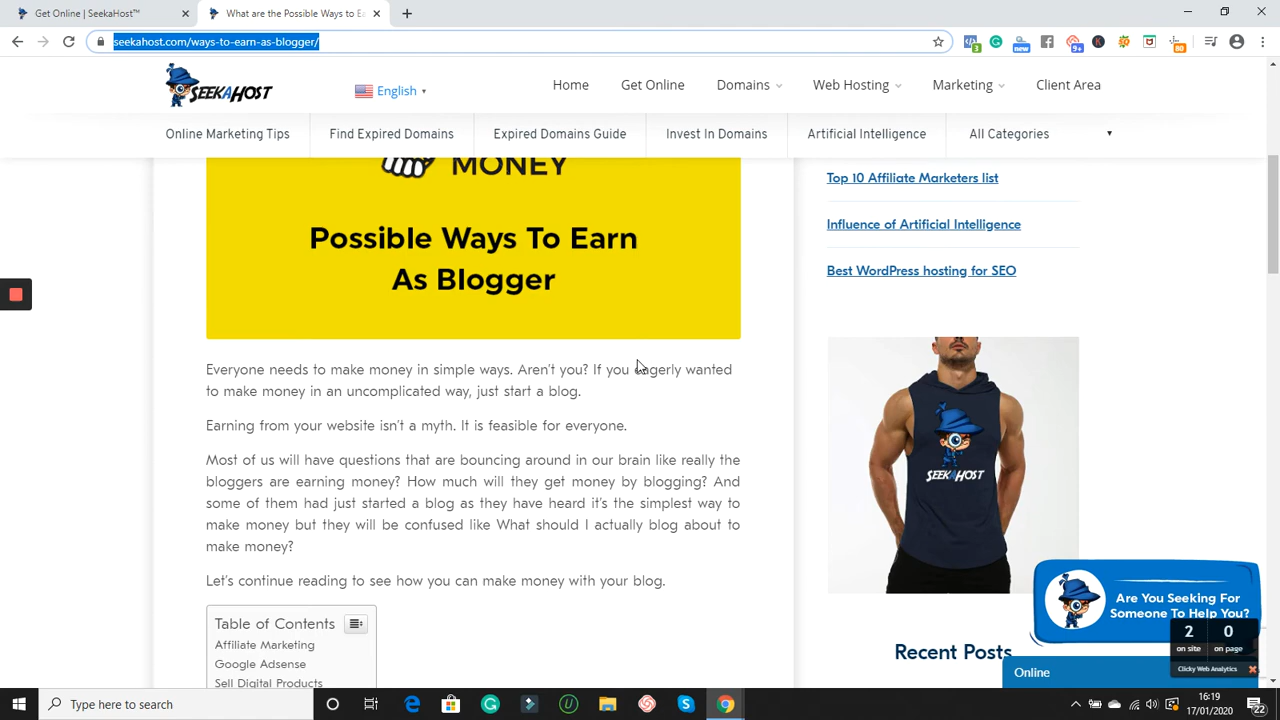 Get Online | SeekaHost™
What are the Possible Ways to Ea
seekahost.com/ways-to-earn-as-blogger/
3
new
9+
80
SEEKAHOST
English
Home
Get Online
Domains
Web Hosting
Marketing
Client Area
Online Marketing Tips
Find Expired Domains
Expired Domains Guide
Invest In Domains
Artificial Intelligence
All Categories
MONEY
Possible Ways To Earn
As Blogger
Everyone needs to make money in simple ways. Aren't you? If you eagerly wanted
to make money in an uncomplicated way, just start a blog.
Earning from your website isn't a myth. It is feasible for everyone.
Most of us will have questions that are bouncing around in our brain like really the
bloggers are earning money? How much will they get money by blogging? And
some of them had just started a blog as they have heard it's the simplest way to
make money but they will be confused like What should I actually blog about to
make money?
Let's continue reading to see how you can make money with your blog.
Table of Contents
Affiliate Marketing
Google Adsense
Sell Digital Products
Top 10 Affiliate Marketers list
Influence of Artificial Intelligence
Best WordPress hosting for SEO
SEEKAHOST
Are You Seeking For
Someone To Help You?
2 0
on site on page
Clicky Web Analytics
Recent Posts
Online
Type here to search
16:19
17/01/2020
22